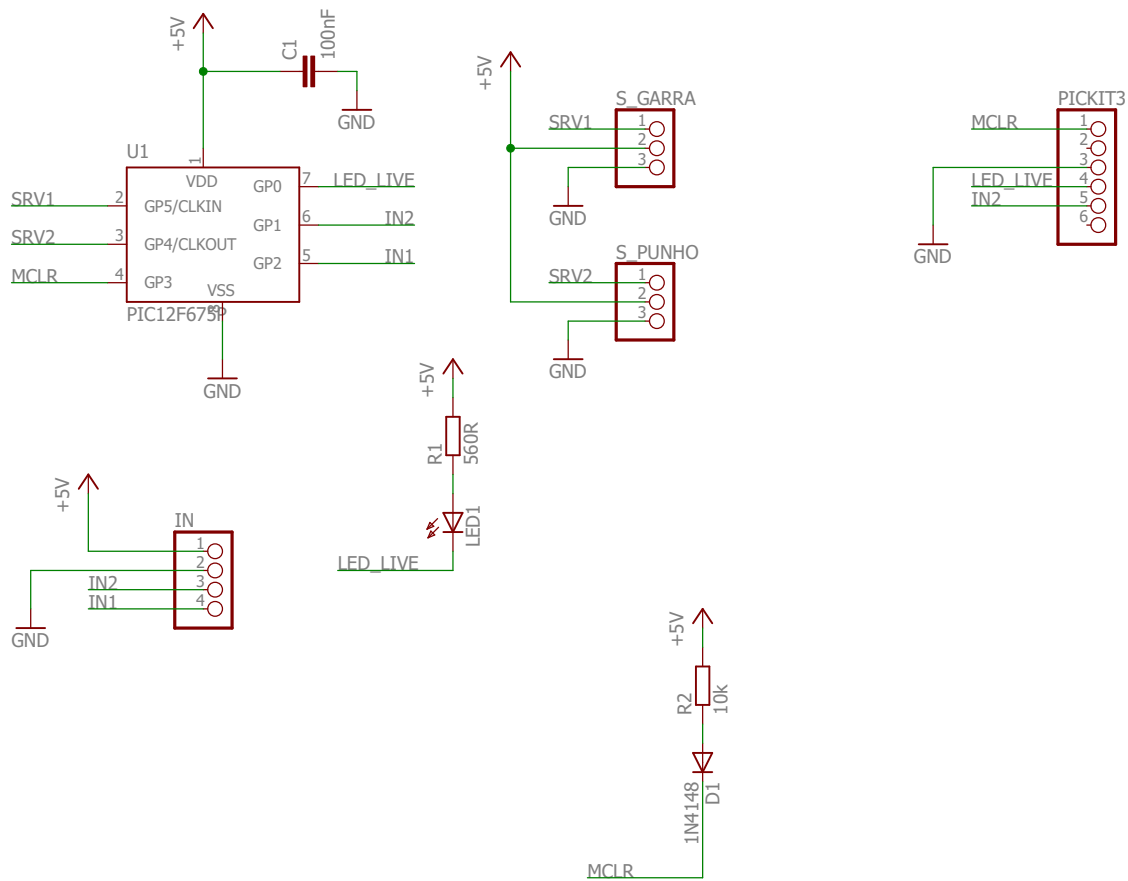 +5V
C1
100nF
GND
U1
1
VDD
SRV1
2
GP5/CLKIN
SRV2
3
GP4/CLKOUT
MCLR
4
GP3
GP0
7
LED_LIVE
GP1
6
IN2
GP2
5
IN1
VSS
8
PIC12F675P
GND
+5V
S_GARRA
SRV1
1
2
3
GND
S_PUNHO
SRV2
1
2
3
GND
PICKIT3
MCLR
1
2
3
LED_LIVE
4
IN2
5
6
GND
+5V
R1
560R
LED1
LED_LIVE
+5V
IN
1
2
IN2
3
IN1
4
GND
+5V
R2
10k
1N4148
D1
MCLR